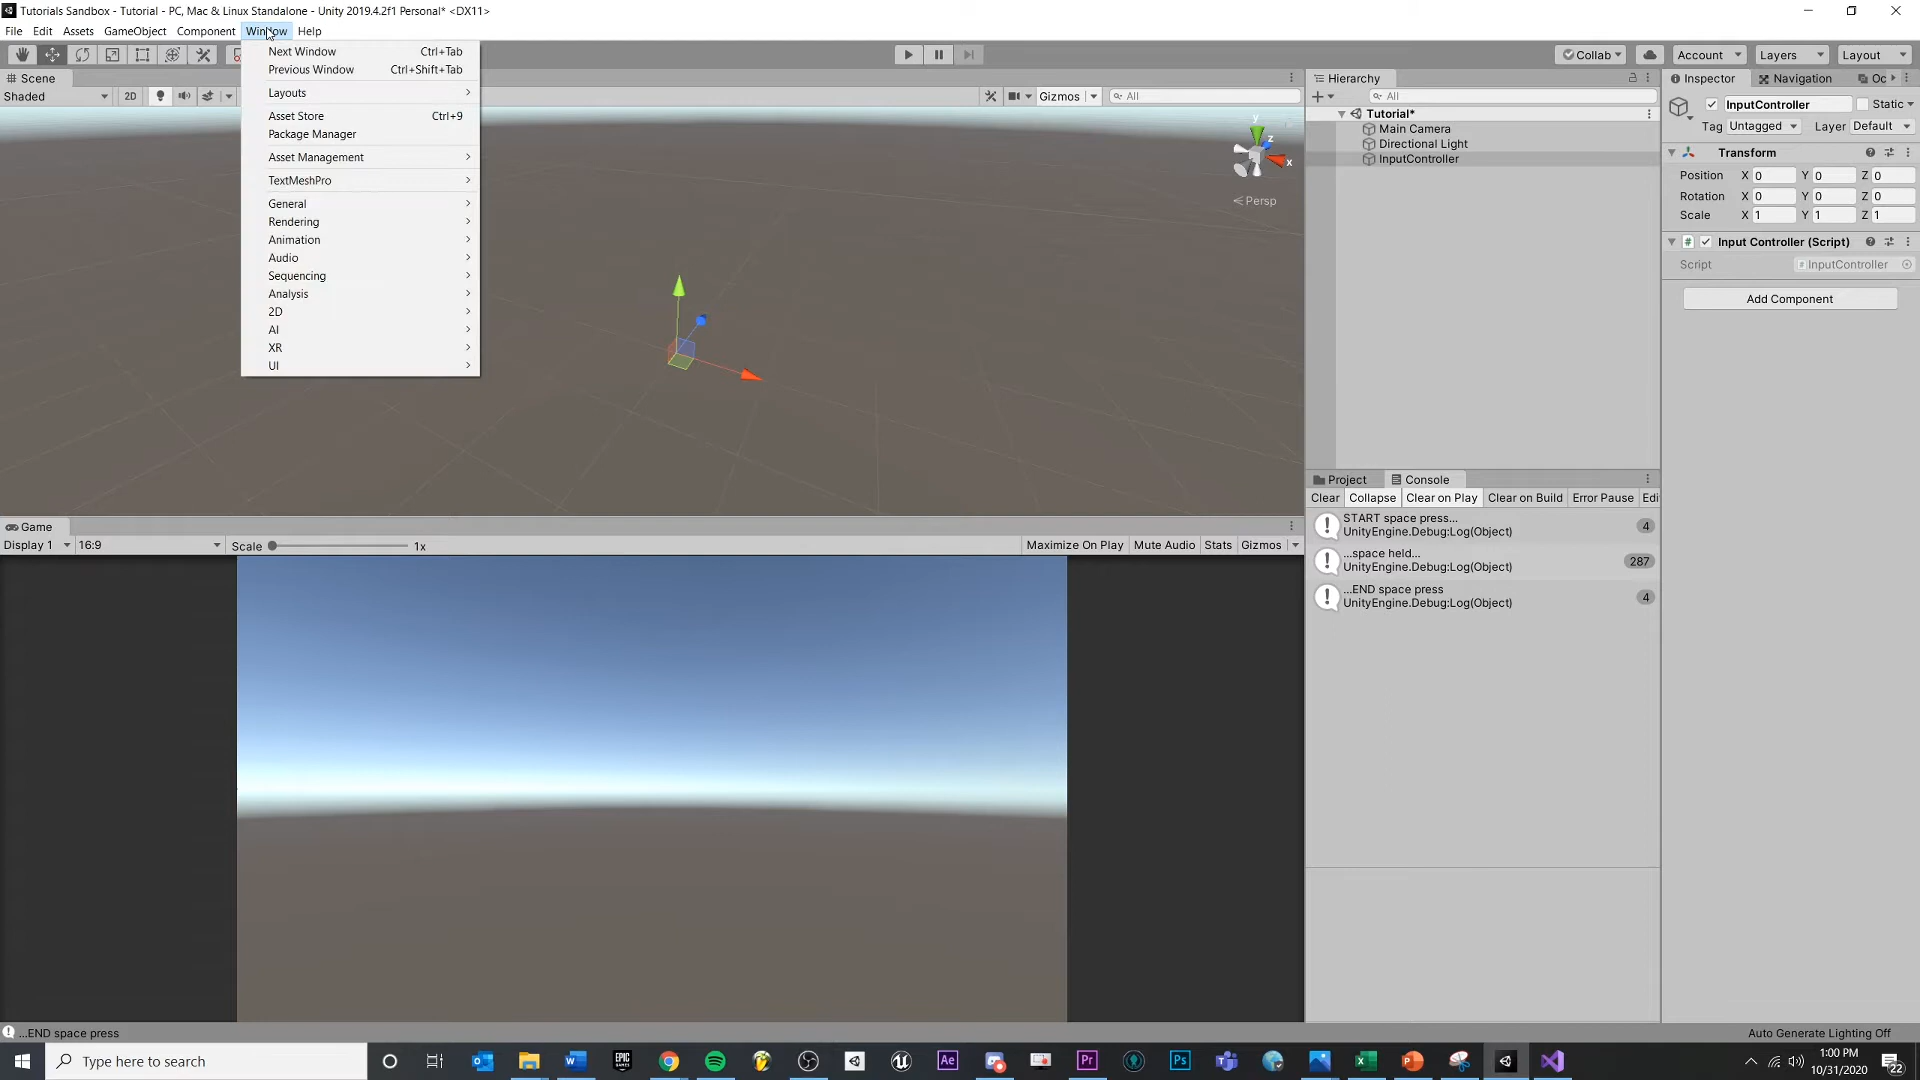 Tutorials Sandbox - Tutorial - PC, Mac & Linux Standalone - Unity 2019.4.2f1 Personal* <DX11>
File Edit Assets GameObject Component Window Help
Next Window Ctrl+Tab
Previous Window Ctrl+Shift+Tab
Layouts
Asset Store Ctrl+9
Package Manager
Asset Management
TextMeshPro
General
Rendering
Animation
Audio
Sequencing
Analysis
2D
AI
XR
UI
Collab Account Layers Layout
Scene
Shaded 2D Gizmos All
y
z
x
Persp
Hierarchy
All
Tutorial*
Main Camera
Directional Light
InputController
Inspector Navigation Oc
InputController Static
Tag Untagged Layer Default
Transform
Position X 0 Y 0 Z 0
Rotation X 0 Y 0 Z 0
Scale X 1 Y 1 Z 1
# Input Controller (Script)
Script InputController
Add Component
Game
Display 1 16:9 Scale 1x Maximize On Play Mute Audio Stats Gizmos
Project Console
Clear Collapse Clear on Play Clear on Build Error Pause Edi
START space press...
UnityEngine.Debug:Log(Object)
4
...space held...
UnityEngine.Debug:Log(Object)
287
...END space press
UnityEngine.Debug:Log(Object)
4
...END space press
Auto Generate Lighting Off
Type here to search
EPIC GAMES
Ae
Pr
Ps
1:00 PM
10/31/2020
22